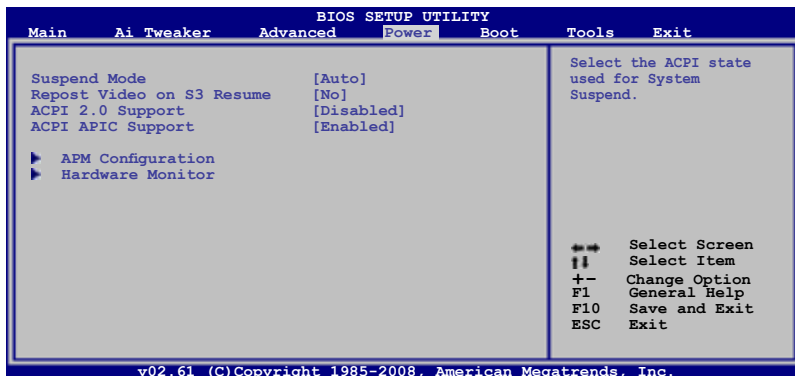 BIOS SETUP UTILITY
Main Ai Tweaker Advanced Power Boot Tools Exit
Suspend Mode [Auto]
Repost Video on S3 Resume [No]
ACPI 2.0 Support [Disabled]
ACPI APIC Support [Enabled]
APM Configuration
Hardware Monitor
Select the ACPI state
used for System
Suspend.
Select Screen
Select Item
+- Change Option
F1 General Help
F10 Save and Exit
ESC Exit
v02.61 (C)Copyright 1985-2008, American Megatrends, Inc.